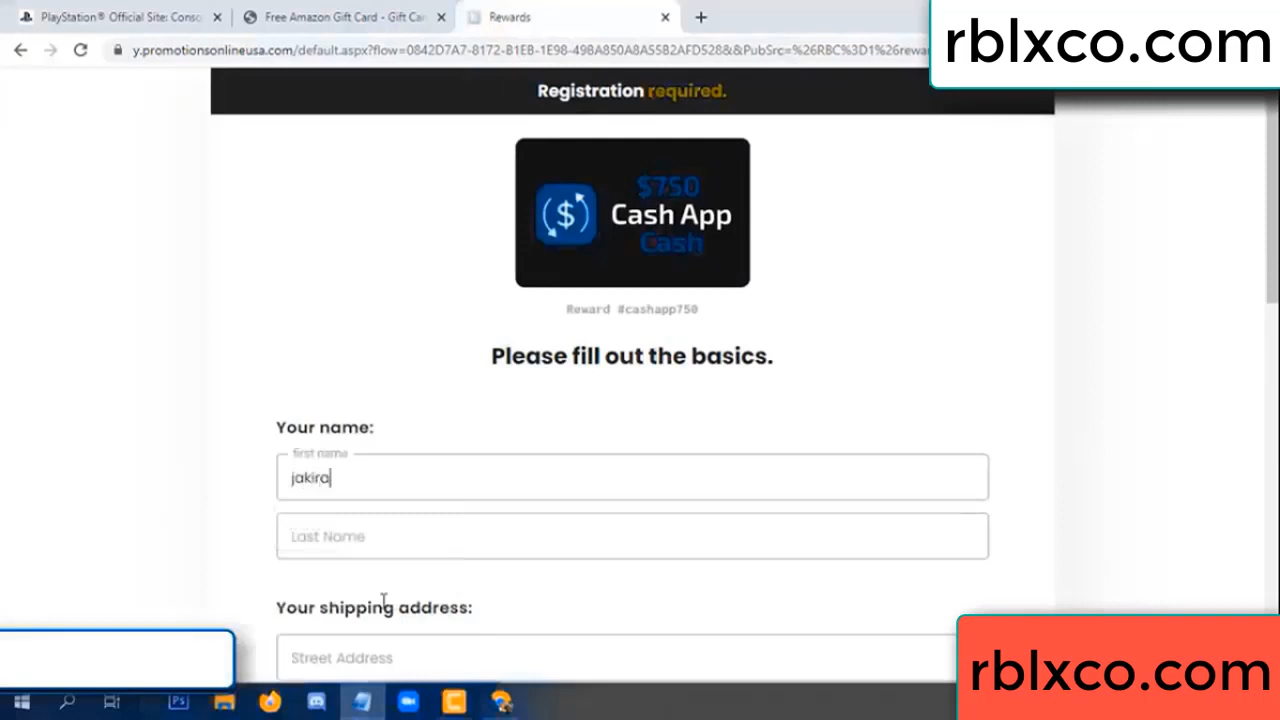 PlayStation® Official Site: Conso
Free Amazon Gift Card - Gift Car
Rewards
y.promotionsonlineusa.com/default.aspx?flow=0842D7A7-8172-B1EB-1E98-49BA850A8A55B2AFD528&&PubSrc=%26RBC%3D1%26rewar
rblxco.com
Registration required.
$750
Cash App
Cash
Reward #cashapp750
Please fill out the basics.
Your name:
first name
jakira
Last Name
Your shipping address:
Street Address
rblxco.com
Ps